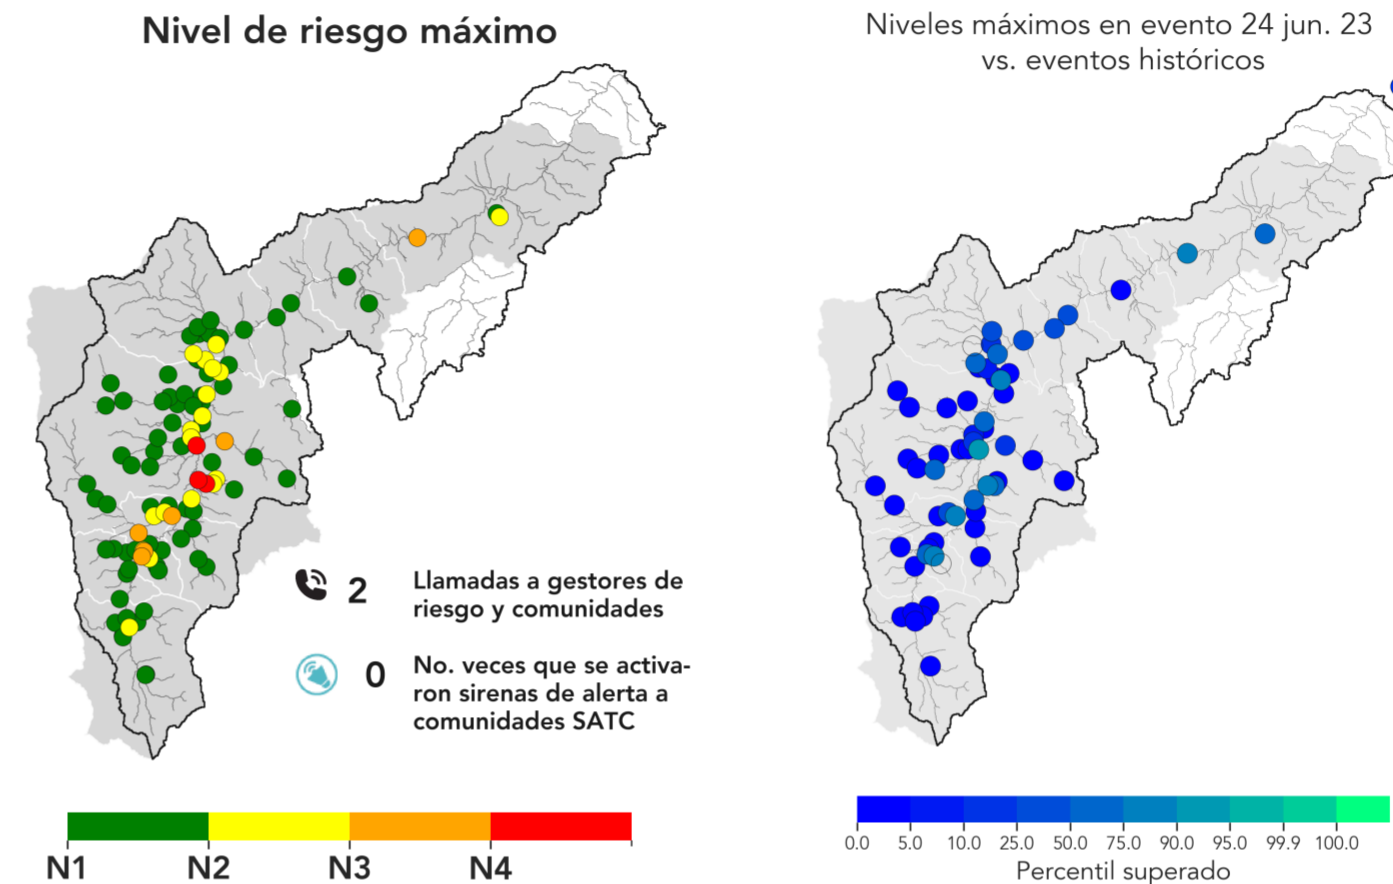 Nivel de riesgo máximo
2
Llamadas a gestores de
riesgo y comunidades
0
No. veces que se activa-
ron sirenas de alerta a
comunidades SATC
N1 N2 N3 N4
Niveles máximos en evento 24 jun. 23
vs. eventos históricos
0.0 5.0 10.0 25.0 50.0 75.0 90.0 95.0 99.9 100.0
Percentil superado